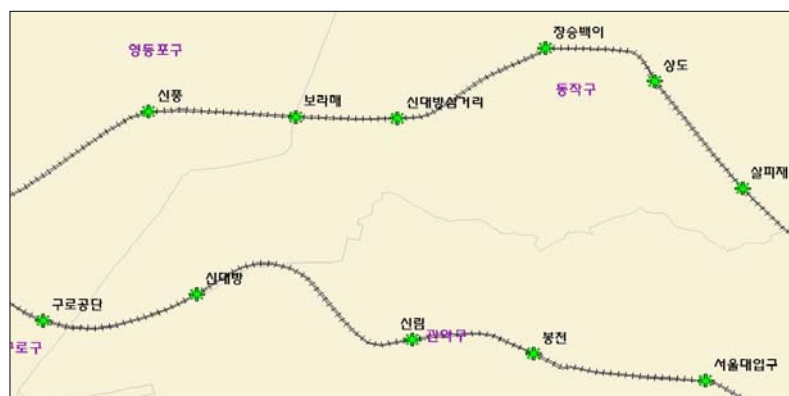 장승백이
영등포구
상도
동작구
신풍
보라매
신대방삼거리
살피재
신대방
구로공단
신림
관악구
봉천
구로구
서울대입구